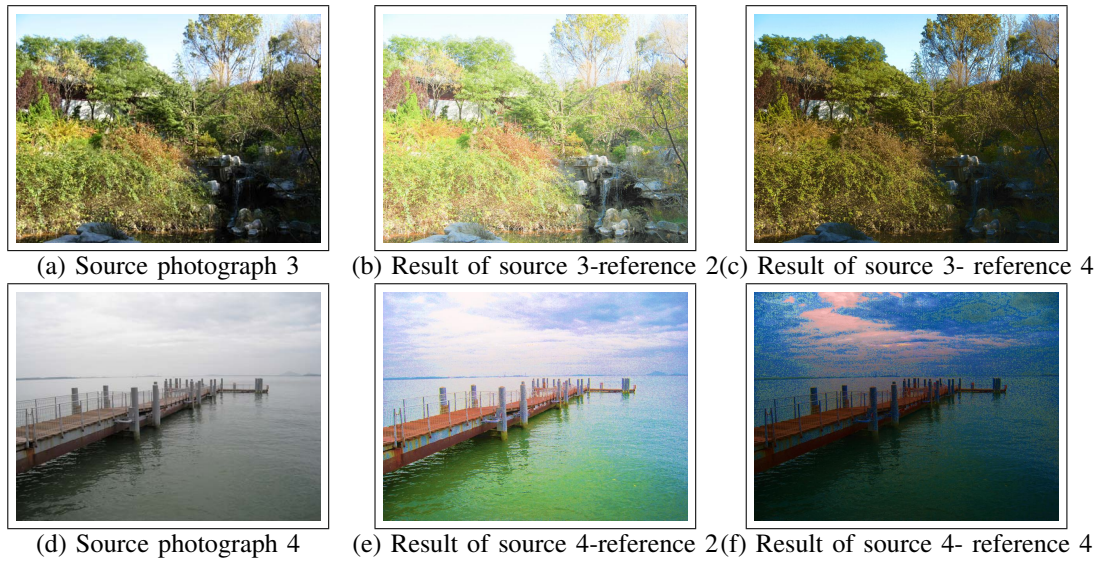 (a) Source photograph 3
(b) Result of source 3-reference 2
(c) Result of source 3- reference 4
(d) Source photograph 4
(e) Result of source 4-reference 2
(f) Result of source 4- reference 4